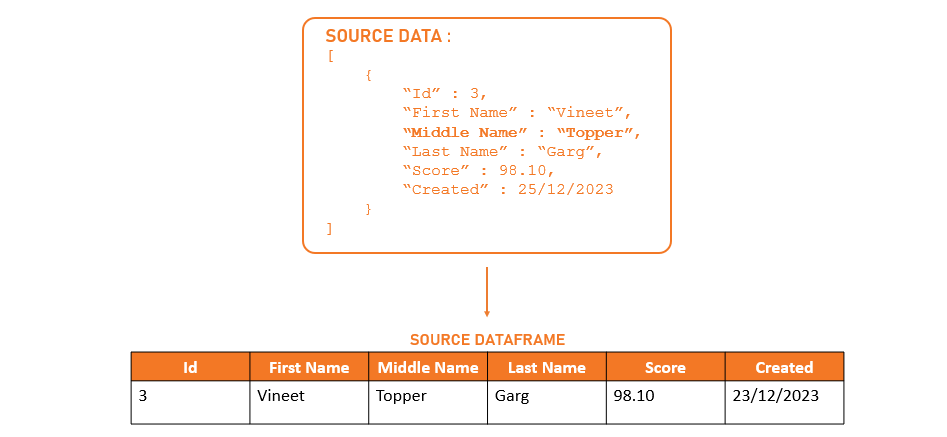 SOURCE DATA :
[
{
“Id” : 3,
“First Name” : “Vineet”,
“Middle Name” : “Topper”,
“Last Name” : “Garg”,
“Score” : 98.10,
“Created” : 25/12/2023
}
]
SOURCE DATAFRAME
Id First Name Middle Name Last Name Score Created
3 Vineet Topper Garg 98.10 23/12/2023